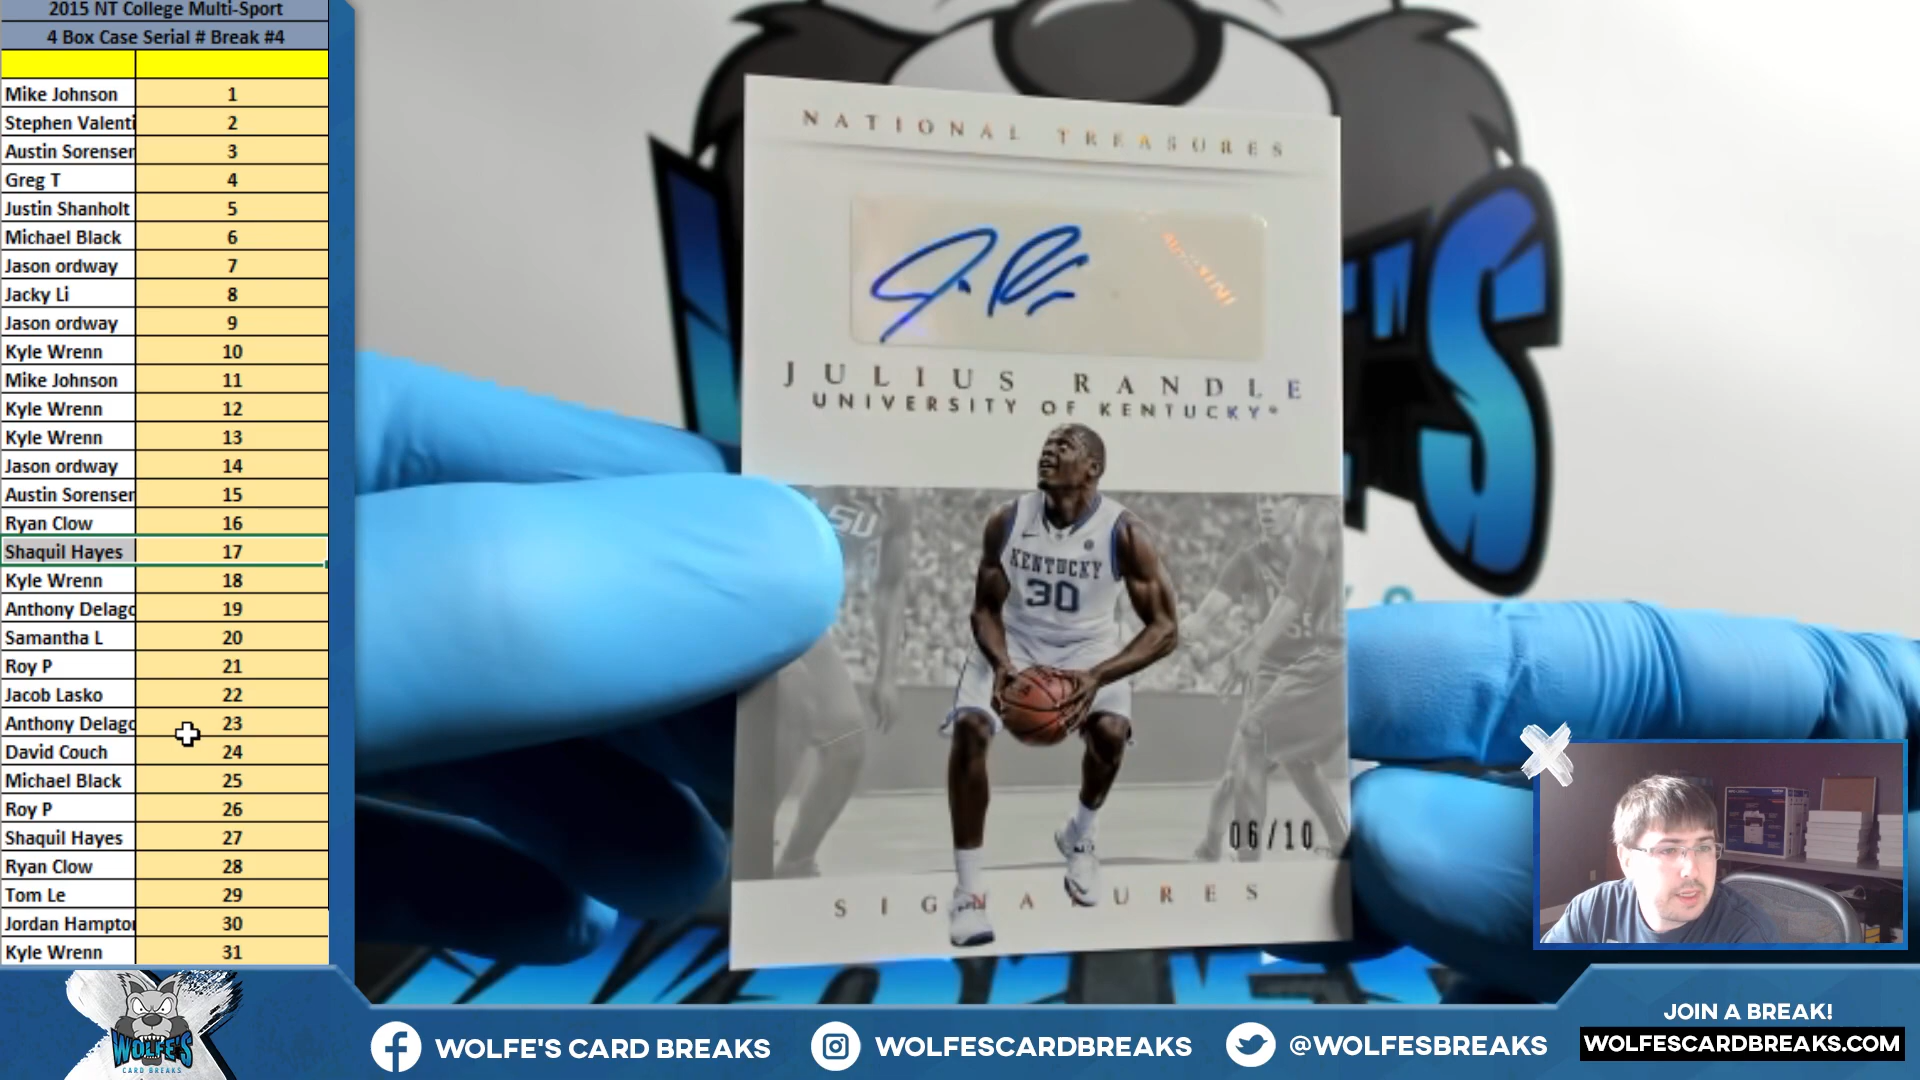 2015 NT College Multi-Sport
4 Box Case Serial # Break #4
Mike Johnson 1
Stephen Valenti 2
Austin Sorensen 3
Greg T 4
Justin Shanholt 5
Michael Black 6
Jason ordway 7
Jacky Li 8
Jason ordway 9
Kyle Wrenn 10
Mike Johnson 11
Kyle Wrenn 12
Kyle Wrenn 13
Jason ordway 14
Austin Sorensen 15
Ryan Clow 16
Shaquil Hayes 17
Kyle Wrenn 18
Anthony Delago 19
Samantha L 20
Roy P 21
Jacob Lasko 22
Anthony Delago 23
David Couch 24
Michael Black 25
Roy P 26
Shaquil Hayes 27
Ryan Clow 28
Tom Le 29
Jordan Hampton 30
Kyle Wrenn 31
NATIONAL TREASURES
PANINI
JULIUS RANDLE
UNIVERSITY OF KENTUCKY®
KENTUCKY
30
06/10
SIGNATURES
WOLFE'S
CARD BREAKS
WOLFE'S CARD BREAKS
WOLFESCARDBREAKS
@WOLFESBREAKS
JOIN A BREAK!
WOLFESCARDBREAKS.COM